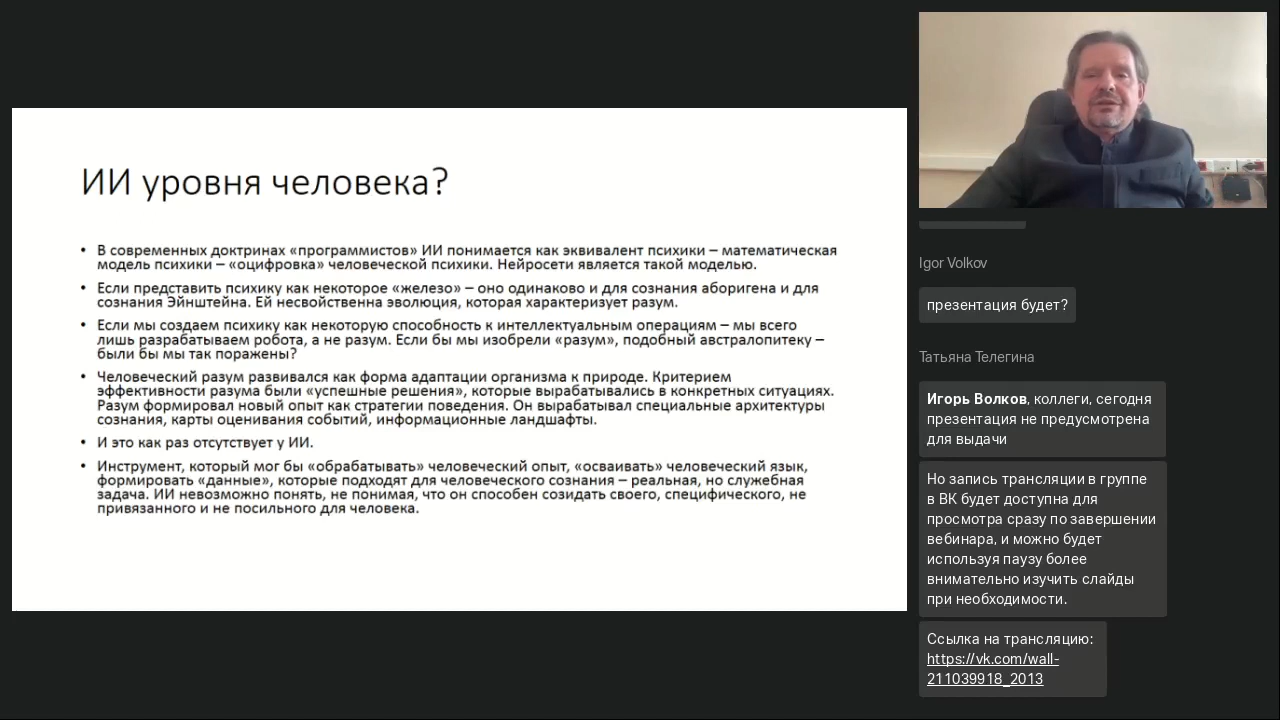 ИИ уровня человека?
• В современных доктринах «программистов» ИИ понимается как эквивалент психики – математическая
модель психики – «оцифровка» человеческой психики. Нейросети является такой моделью.
• Если представить психику как некоторое «железо» – оно одинаково и для сознания аборигена и для
сознания Эйнштейна. Ей несвойственна эволюция, которая характеризует разум.
• Если мы создаем психику как некоторую способность к интеллектуальным операциям – мы всего
лишь разрабатываем робота, а не разум. Если бы мы изобрели «разум», подобный австралопитеку –
были бы мы так поражены?
• Человеческий разум развивался как форма адаптации организма к природе. Критерием
эффективности разума были «успешные решения», которые вырабатывались в конкретных ситуациях.
Разум формировал новый опыт как стратегии поведения. Он вырабатывал специальные архитектуры
сознания, карты оценивания событий, информационные ландшафты.
• И это как раз отсутствует у ИИ.
• Инструмент, который мог бы «обрабатывать» человеческий опыт, «осваивать» человеческий язык,
формировать «данные», которые подходят для человеческого сознания – реальная, но служебная
задача. ИИ невозможно понять, не понимая, что он способен созидать своего, специфического, не
привязанного и не посильного для человека.
Igor Volkov
презентация будет?
Татьяна Телегина
Игорь Волков, коллеги, сегодня
презентация не предусмотрена
для выдачи
Но запись трансляции в группе
в ВК будет доступна для
просмотра сразу по завершении
вебинара, и можно будет
используя паузу более
внимательно изучить слайды
при необходимости.
Ссылка на трансляцию:
https://vk.com/wall-
211039918_2013